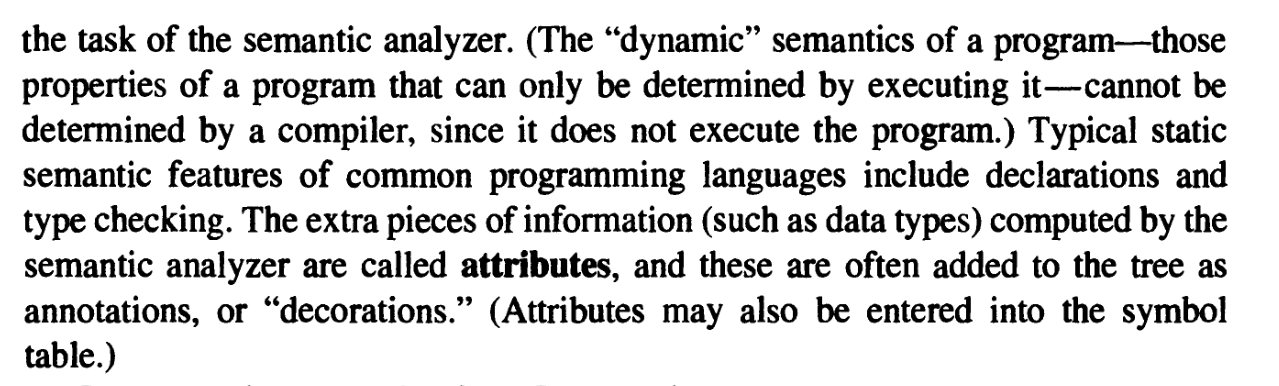 the task of the semantic analyzer. (The “dynamic” semantics of a program—those
properties of a program that can only be determined by executing it—cannot be
determined by a compiler, since it does not execute the program.) Typical static
semantic features of common programming languages include declarations and
type checking. The extra pieces of information (such as data types) computed by the
semantic analyzer are called attributes, and these are often added to the tree as
annotations, or “decorations.” (Attributes may also be entered into the symbol
table.)